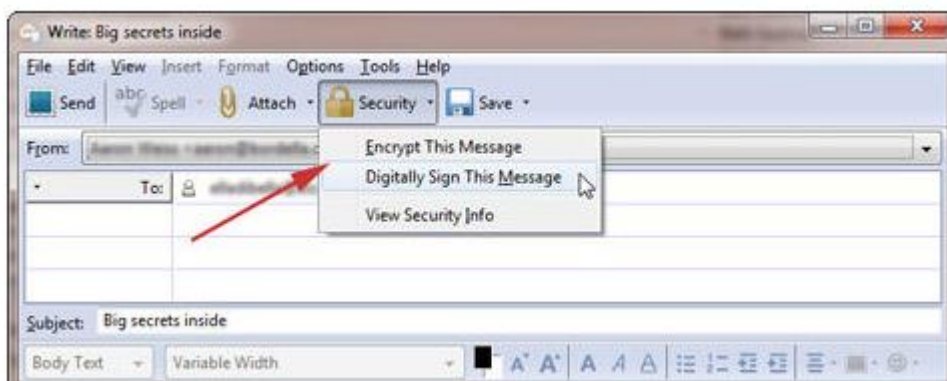 Write: Big secrets inside
File Edit View Insert Format Options Tools Help
Send abc Spell Attach Security Save
From:
Encrypt This Message
To:
Digitally Sign This Message
View Security Info
Subject: Big secrets inside
Body Text Variable Width